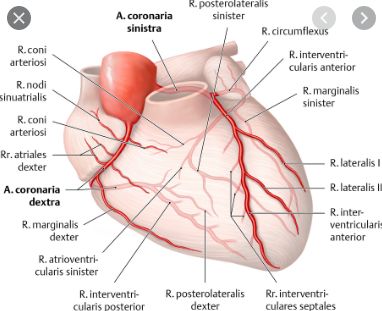 R. posterolateralis
sinister
A. coronaria
sinistra
R. circumflexus
R. coni
arteriosi
R. interventri-
cularis anterior
R. nodi
sinuatrialis
R. marginalis
sinister
R. coni
arteriosi
Rr. atriales
dexter
R. lateralis I
A. coronaria
dextra
R. lateralis II
R. marginalis
dexter
R. inter-
ventricularis
anterior
R. atrioventri-
cularis sinister
R. interventri-
cularis posterior
R. posterolateralis
dexter
Rr. interventri-
culares septales